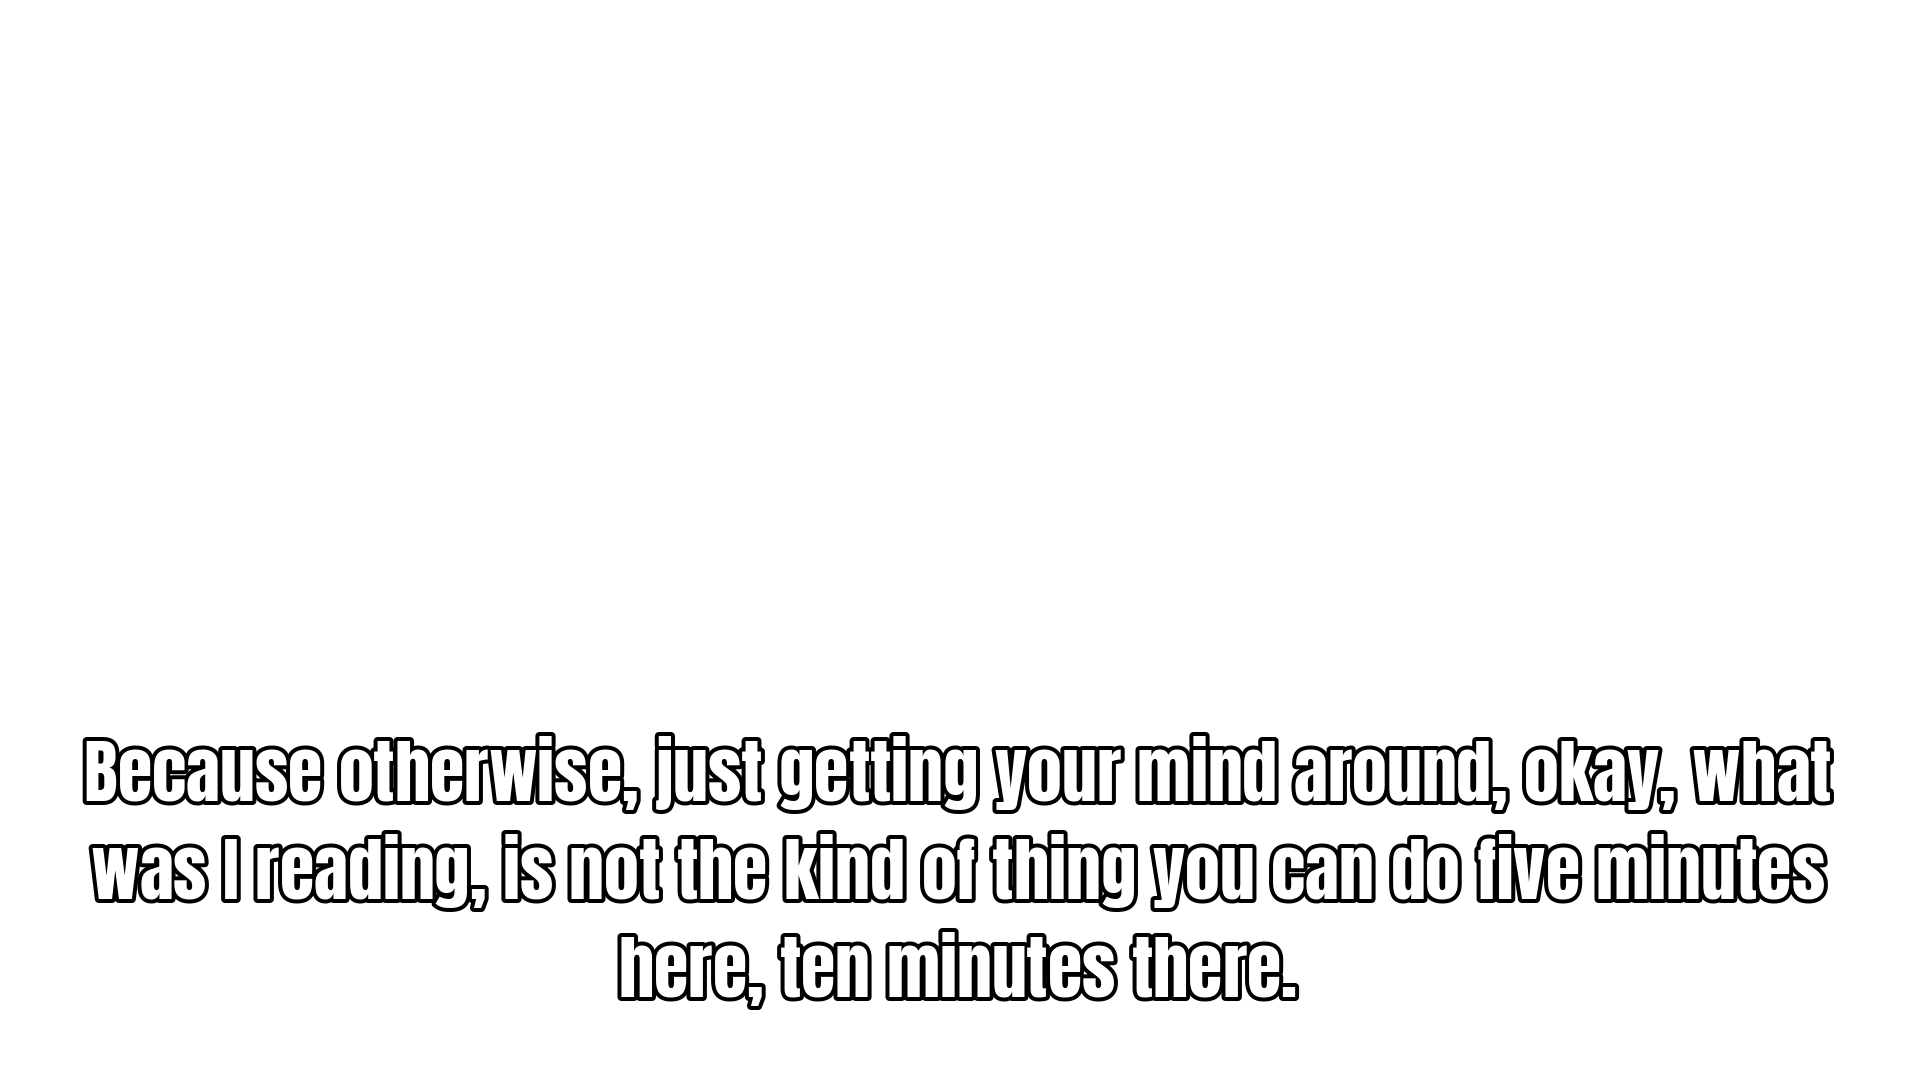 Because otherwise, just getting your mind around, okay, what
was I reading, is not the kind of thing you can do five minutes
here, ten minutes there.